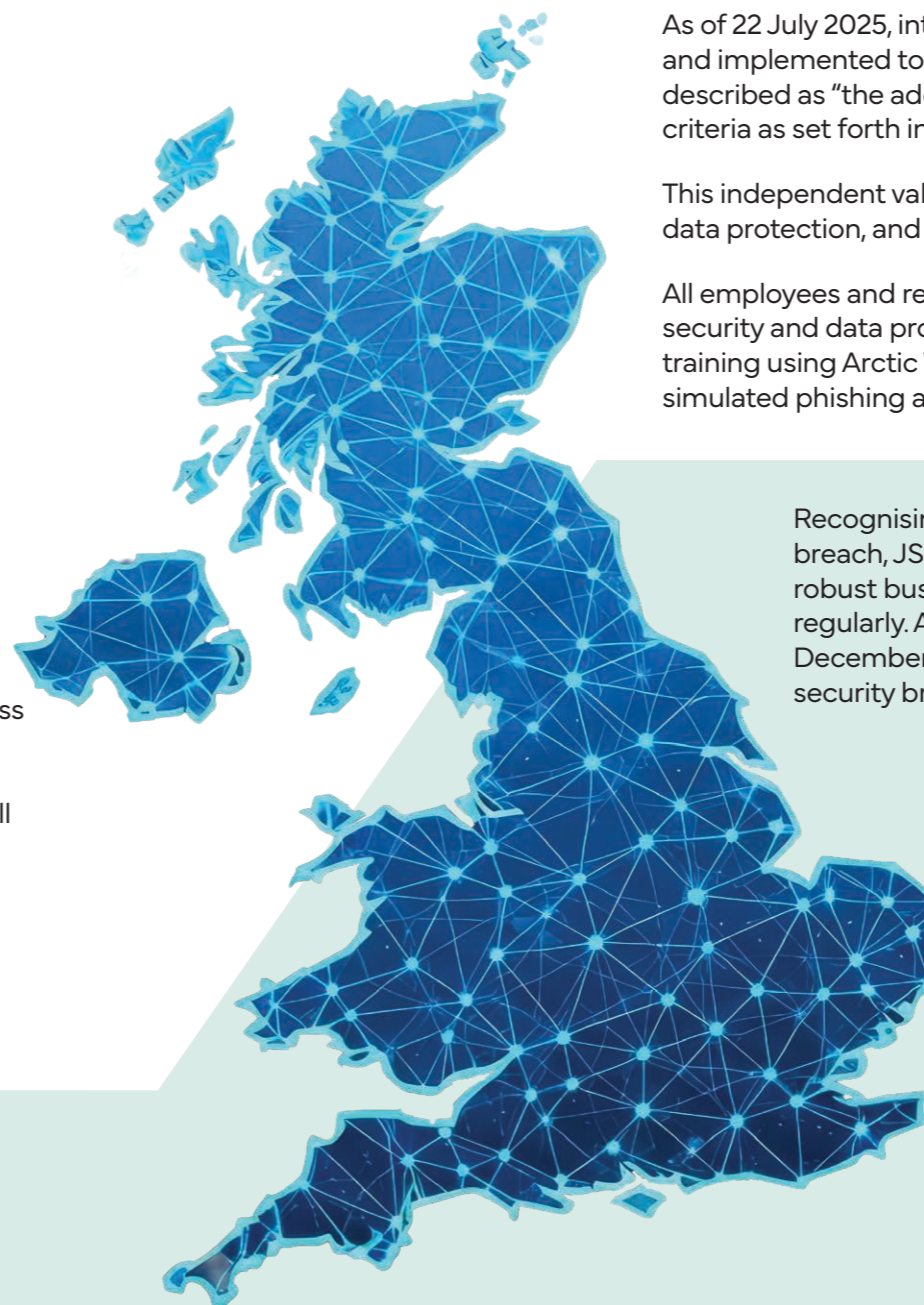 As of 22 July 2025, int
and implemented to
described as “the ad
criteria as set forth in
This independent val
data protection, and
All employees and re
security and data pro
training using Arctic
simulated phishing a
Recognisin
breach, JS
robust bus
regularly. A
December
security br
ss
ll